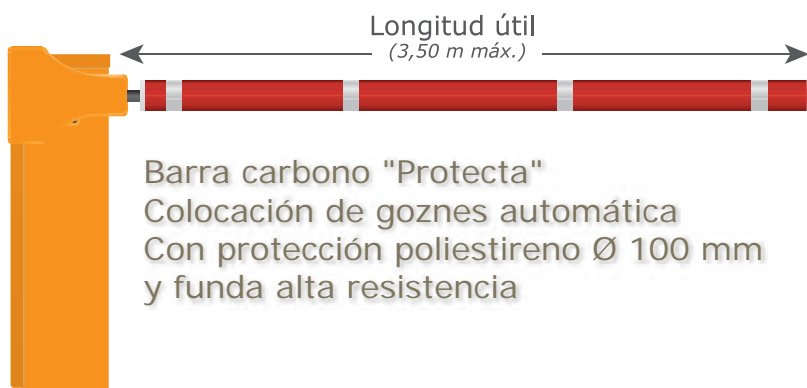 Longitud útil
(3,50 m máx.)
Barra carbono "Protecta"
Colocación de goznes automática
Con protección poliestireno Ø 100 mm
y funda alta resistencia